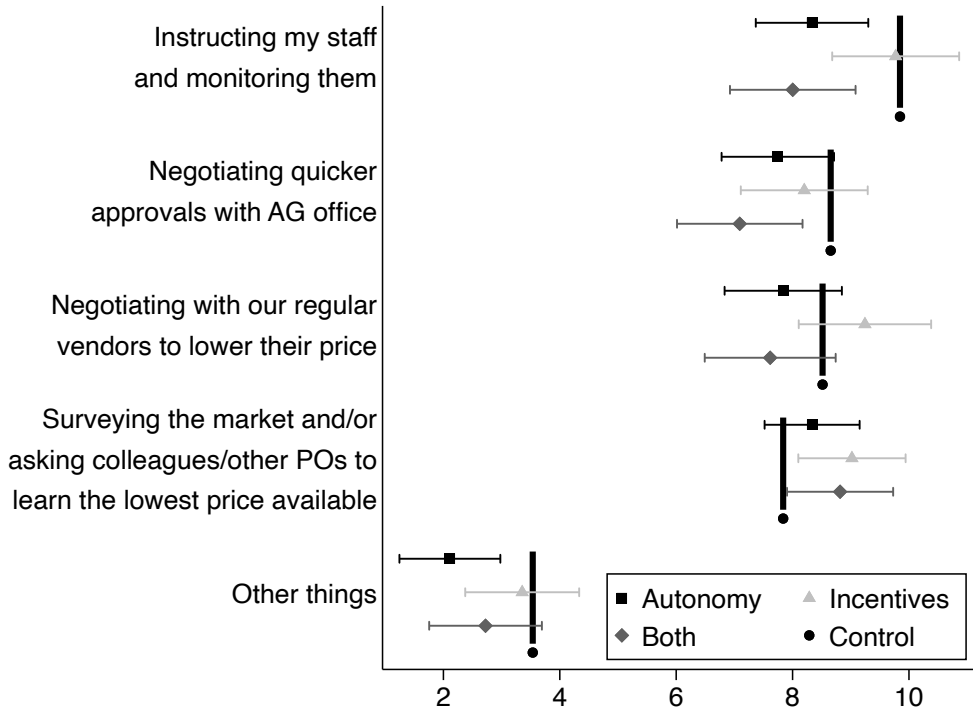 Instructing my staff
and monitoring them
Negotiating quicker
approvals with AG office
Negotiating with our regular
vendors to lower their price
Surveying the market and/or
asking colleagues/other POs to
learn the lowest price available
Other things
Autonomy Incentives
Both Control
2 4 6 8 10